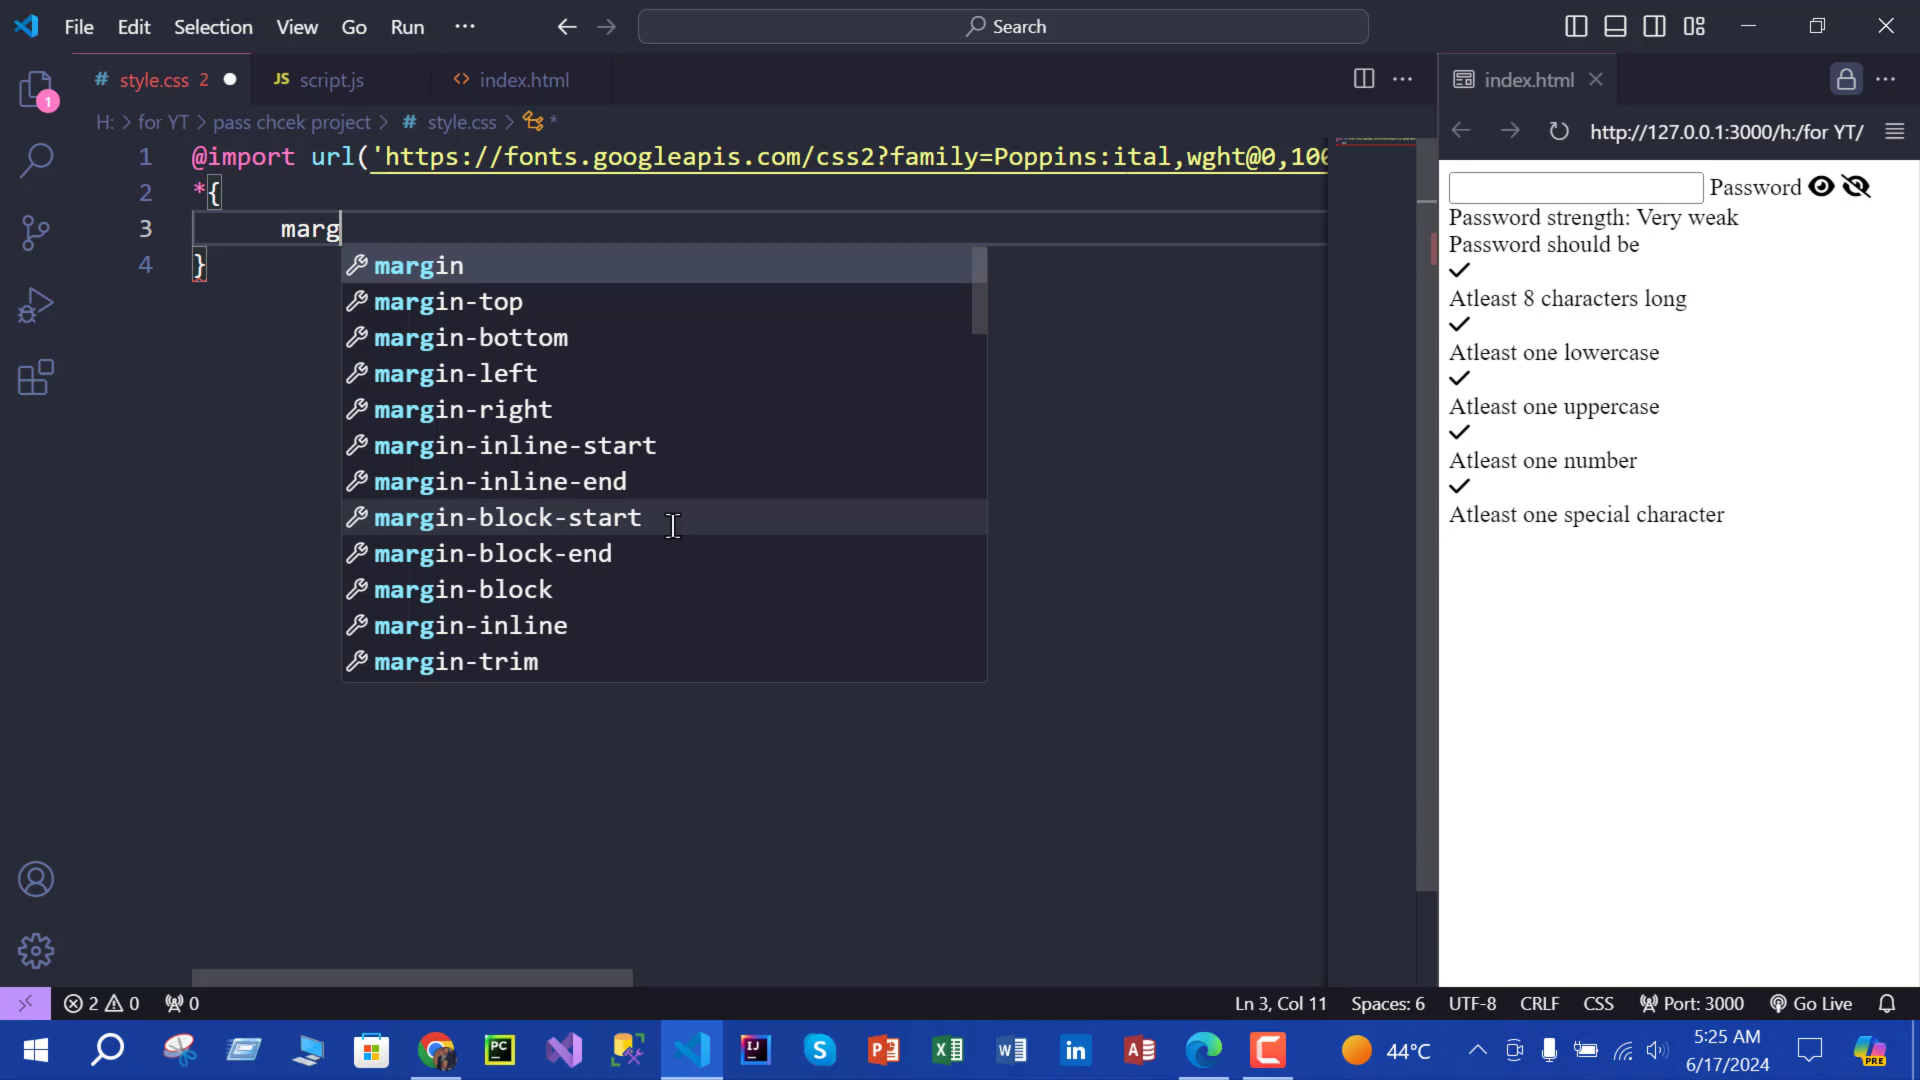 File Edit Selection View Go Run ··· Search
# style.css 2 JS script.js <> index.html ··· index.html ···
H: > for YT > pass chcek project > # style.css > * http://127.0.0.1:3000/h:/for YT/
1 @import url('https://fonts.googleapis.com/css2?family=Poppins:ital,wght@0,100
2 *{
3 marg
4 }
margin
margin-top
margin-bottom
margin-left
margin-right
margin-inline-start
margin-inline-end
margin-block-start
margin-block-end
margin-block
margin-inline
margin-trim
Password
Password strength: Very weak
Password should be
Atleast 8 characters long
Atleast one lowercase
Atleast one uppercase
Atleast one number
Atleast one special character
1
2 0 0 Ln 3, Col 11 Spaces: 6 UTF-8 CRLF CSS Port: 3000 Go Live
PC IJ S P X W in A C 44°C 5:25 AM
6/17/2024 PRE